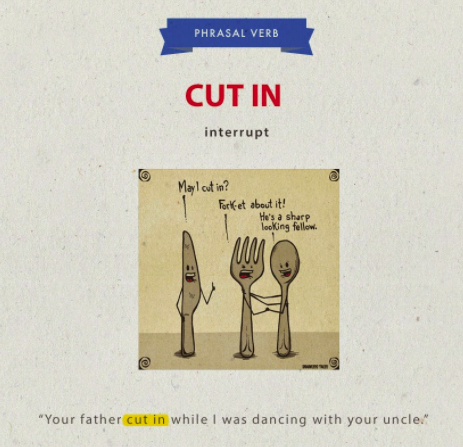 PHRASAL VERB
CUT IN
interrupt
May I cut in?
Fork-et about it!
He's a sharp
looking fellow.
“Your father cut in while I was dancing with your uncle.”